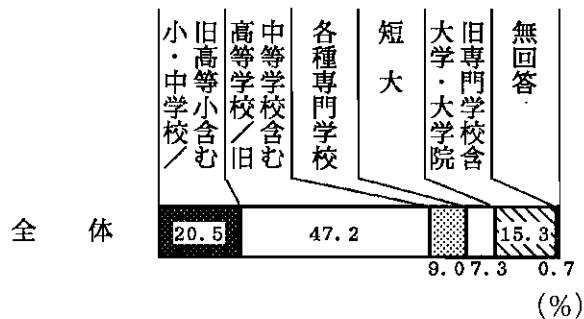 小・中学校/
旧高等小含む
高等学校/旧
中等学校含む
各種専門学校
短大
大学・大学院
旧専門学校含
無回答
全体
20.5
47.2
9.0
7.3
15.3
0.7
(%)